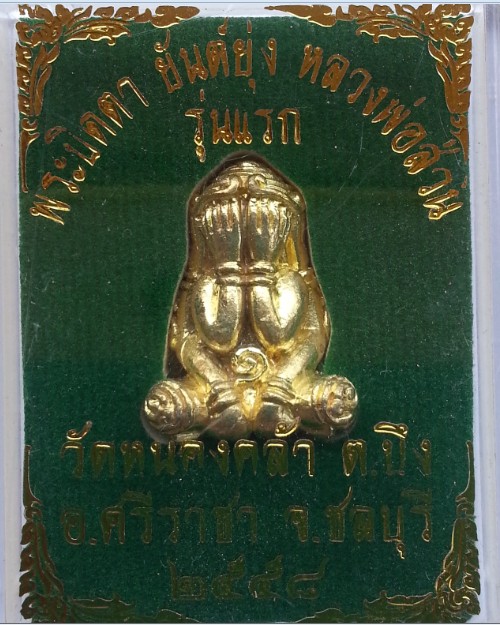 พระปิดตา ยันต์ยุ่ง หลวงพ่อสวน
รุ่นแรก
วัดหนองคล้า ต.บึง
อ.ศรีราชา จ.ชลบุรี
๒๕๕๘